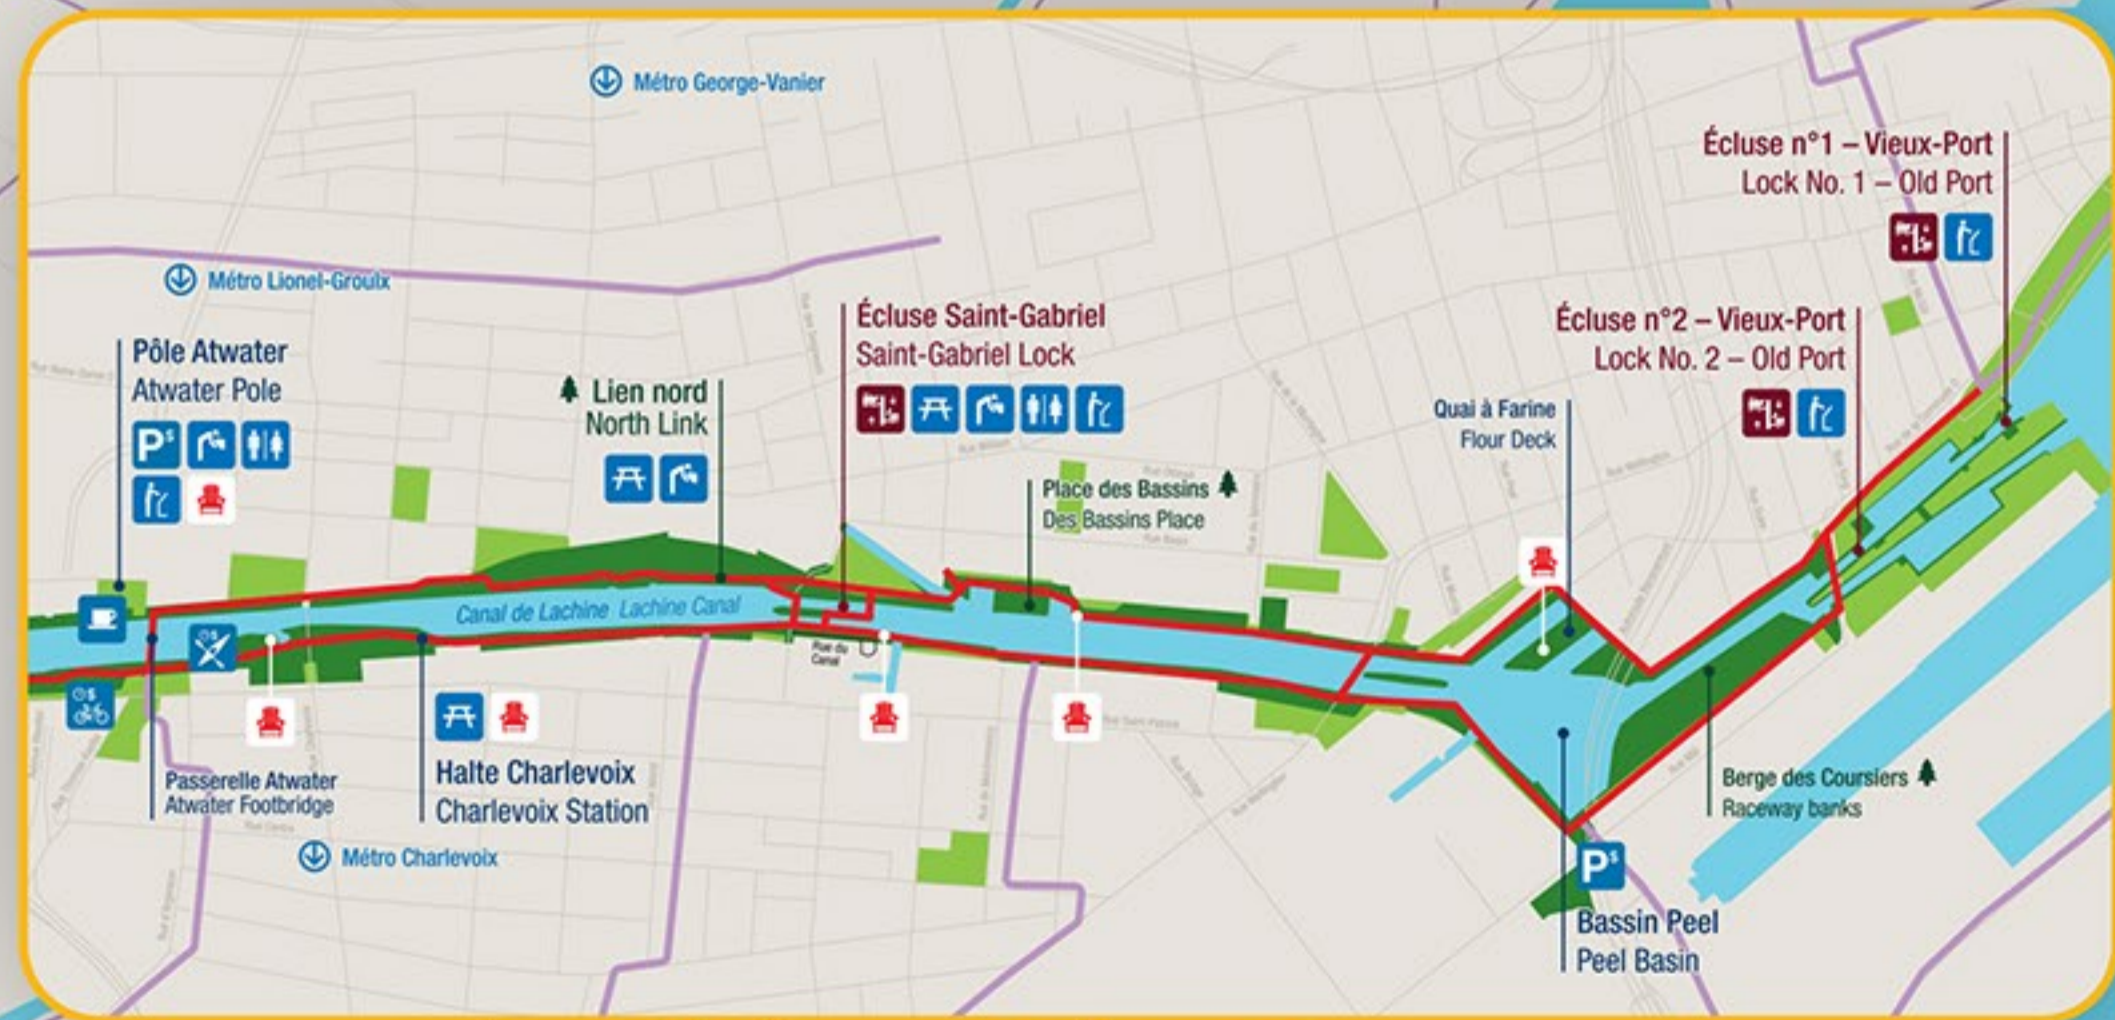 Métro George-Vanier
Écluse n°1 – Vieux-Port
Lock No. 1 – Old Port
Métro Lionel-Groulx
Pôle Atwater
Atwater Pole
P$
Lien nord
North Link
Écluse Saint-Gabriel
Saint-Gabriel Lock
Écluse n°2 – Vieux-Port
Lock No. 2 – Old Port
Quai à Farine
Flour Deck
Place des Bassins
Des Bassins Place
Canal de Lachine Lachine Canal
Rue du
Canal
Passerelle Atwater
Atwater Footbridge
Halte Charlevoix
Charlevoix Station
Métro Charlevoix
Berge des Coursiers
Raceway banks
P$
Bassin Peel
Peel Basin